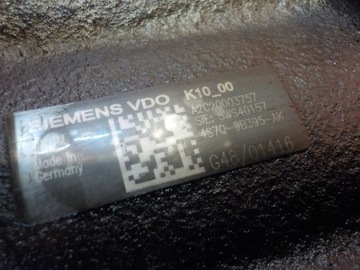 SIEMENS VDO K10_00
A2C20003757
SIE: 5WS40157
4S7Q-9B395-AK
Made in
Germany
G48/01416